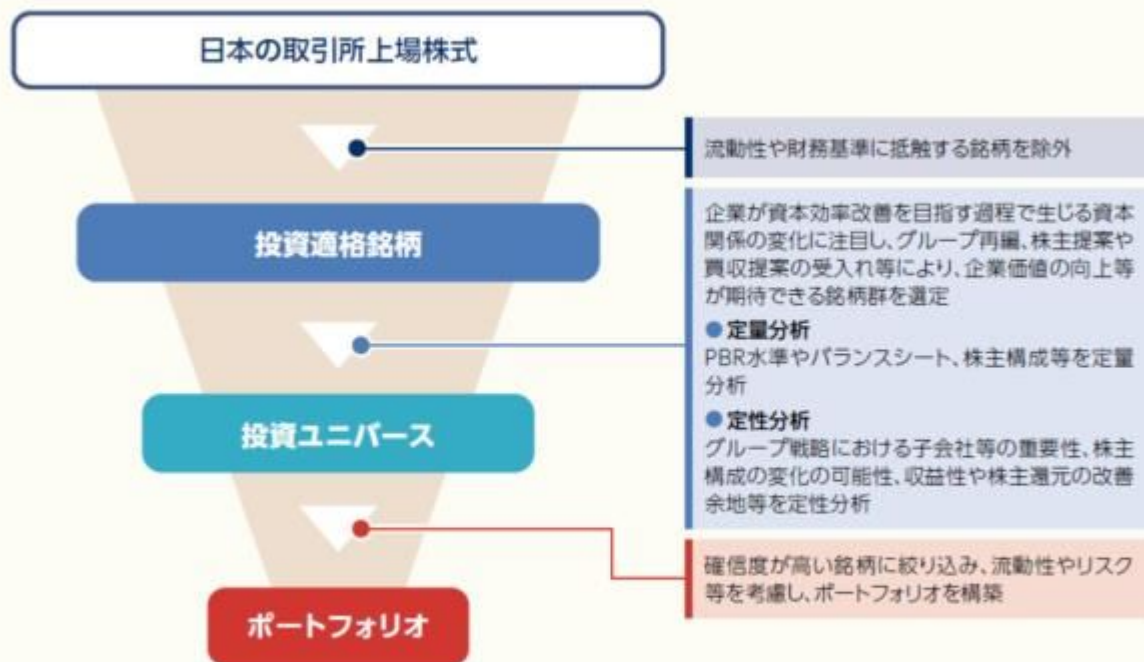 日本の取引所上場株式
流動性や財務基準に抵触する銘柄を除外
投資適格銘柄
企業が資本効率改善を目指す過程で生じる資本
関係の変化に注目し、グループ再編、株主提案や
買収提案の受入れ等により、企業価値の向上等
が期待できる銘柄群を選定
●定量分析
PBR水準やバランスシート、株主構成等を定量
分析
●定性分析
グループ戦略における子会社等の重要性、株主
構成の変化の可能性、収益性や株主還元の改善
余地等を定性分析
投資ユニバース
確信度が高い銘柄に絞り込み、流動性やリスク
等を考慮し、ポートフォリオを構築
ポートフォリオ